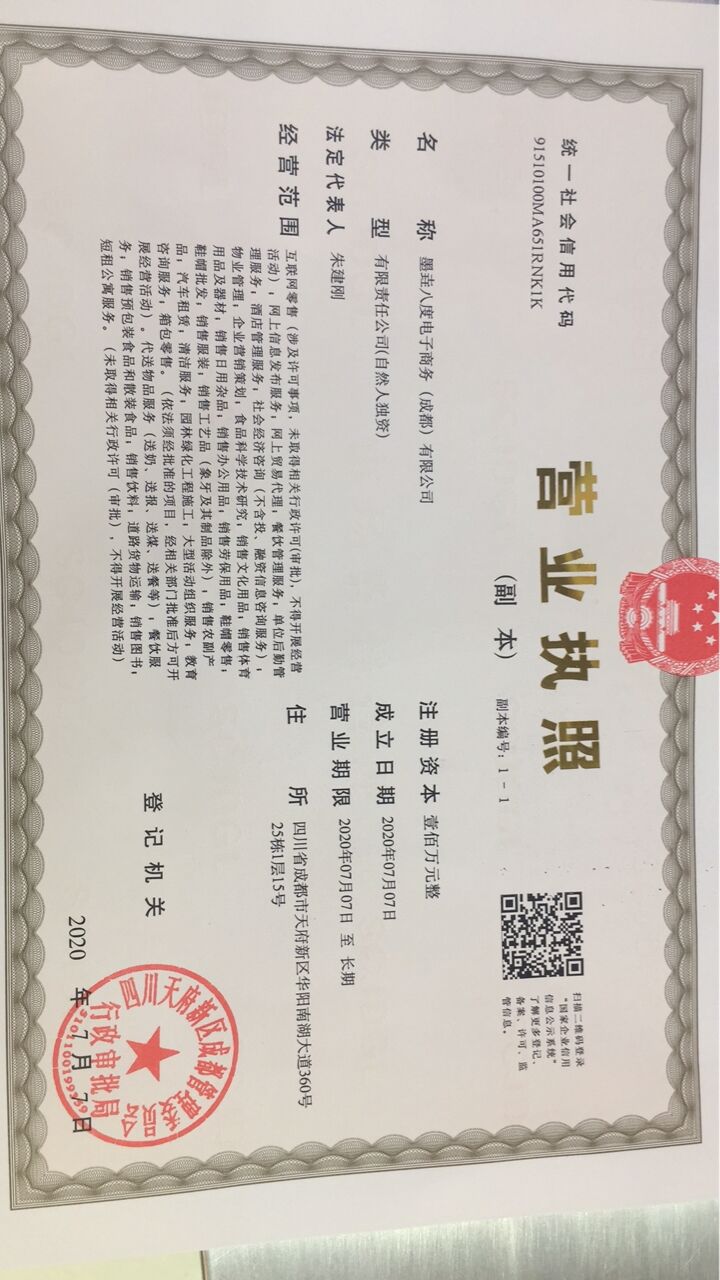 统一社会信用代码
91510100MA651RNK1K
营业执照
(副 本)
副本编号：1－1
扫描二维码登录
“国家企业信用
信息公示系统”
了解更多登记、
备案、许可、监
管信息。
名 称 墨垚八度电子商务（成都）有限公司
类 型 有限责任公司(自然人独资)
法定代表人 朱建刚
经营范围 互联网零售（涉及许可事项，未取得相关行政许可(审批)，不得开展经营
活动），网上信息发布服务；网上贸易代理；餐饮管理服务；单位后勤管
理服务；酒店管理服务；社会经济咨询（不含投、融资信息咨询服务）；
物业管理；企业营销策划；食品科学技术研究；销售文化用品；销售体育
用品及器材；销售日用杂品；销售办公用品；销售劳保用品；鞋帽零售；
鞋帽批发；销售服装；销售工艺品（象牙及其制品除外），销售农副产
品；汽车租赁；清洁服务；园林绿化工程施工；大型活动组织服务；教育
咨询服务；箱包零售。（依法须经批准的项目，经相关部门批准后方可开
展经营活动）。代送物品服务（送奶、送报、送煤、送餐等），餐饮服
务；销售预包装食品和散装食品；销售饮料；道路货物运输；销售图书；
短租公寓服务。（未取得相关行政许可（审批），不得开展经营活动）
注册资本 壹佰万元整
成立日期 2020年07月07日
营业期限 2020年07月07日 至 长期
住 所 四川省成都市天府新区华阳南湖大道360号
25栋1层15号
登记机关
四川天府新区成都管理委员会
行政审批局
5101100199959
2020 年 7 月 7 日